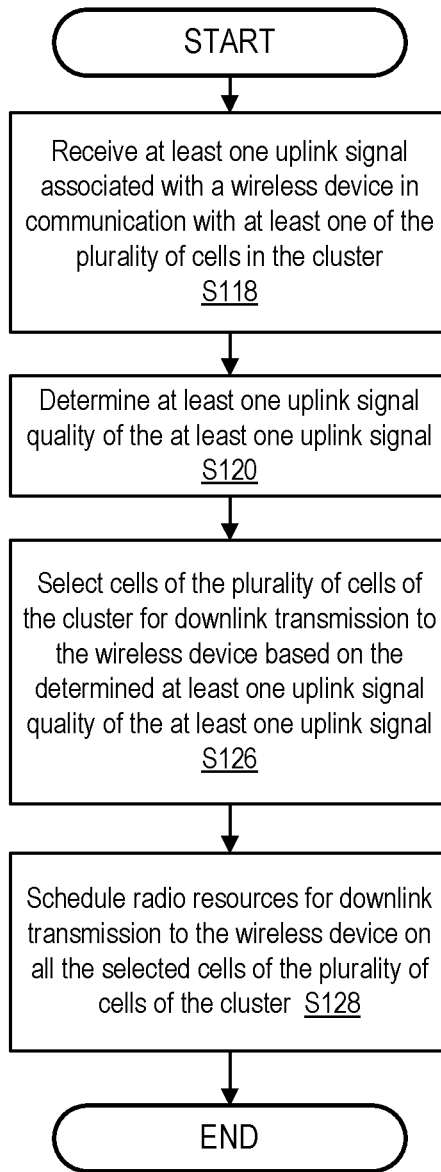 START
Receive at least one uplink signal
associated with a wireless device in
communication with at least one of the
plurality of cells in the cluster
S118
Determine at least one uplink signal
quality of the at least one uplink signal
S120
Select cells of the plurality of cells of
the cluster for downlink transmission to
the wireless device based on the
determined at least one uplink signal
quality of the at least one uplink signal
S126
Schedule radio resources for downlink
transmission to the wireless device on
all the selected cells of the plurality of
cells of the cluster S128
END